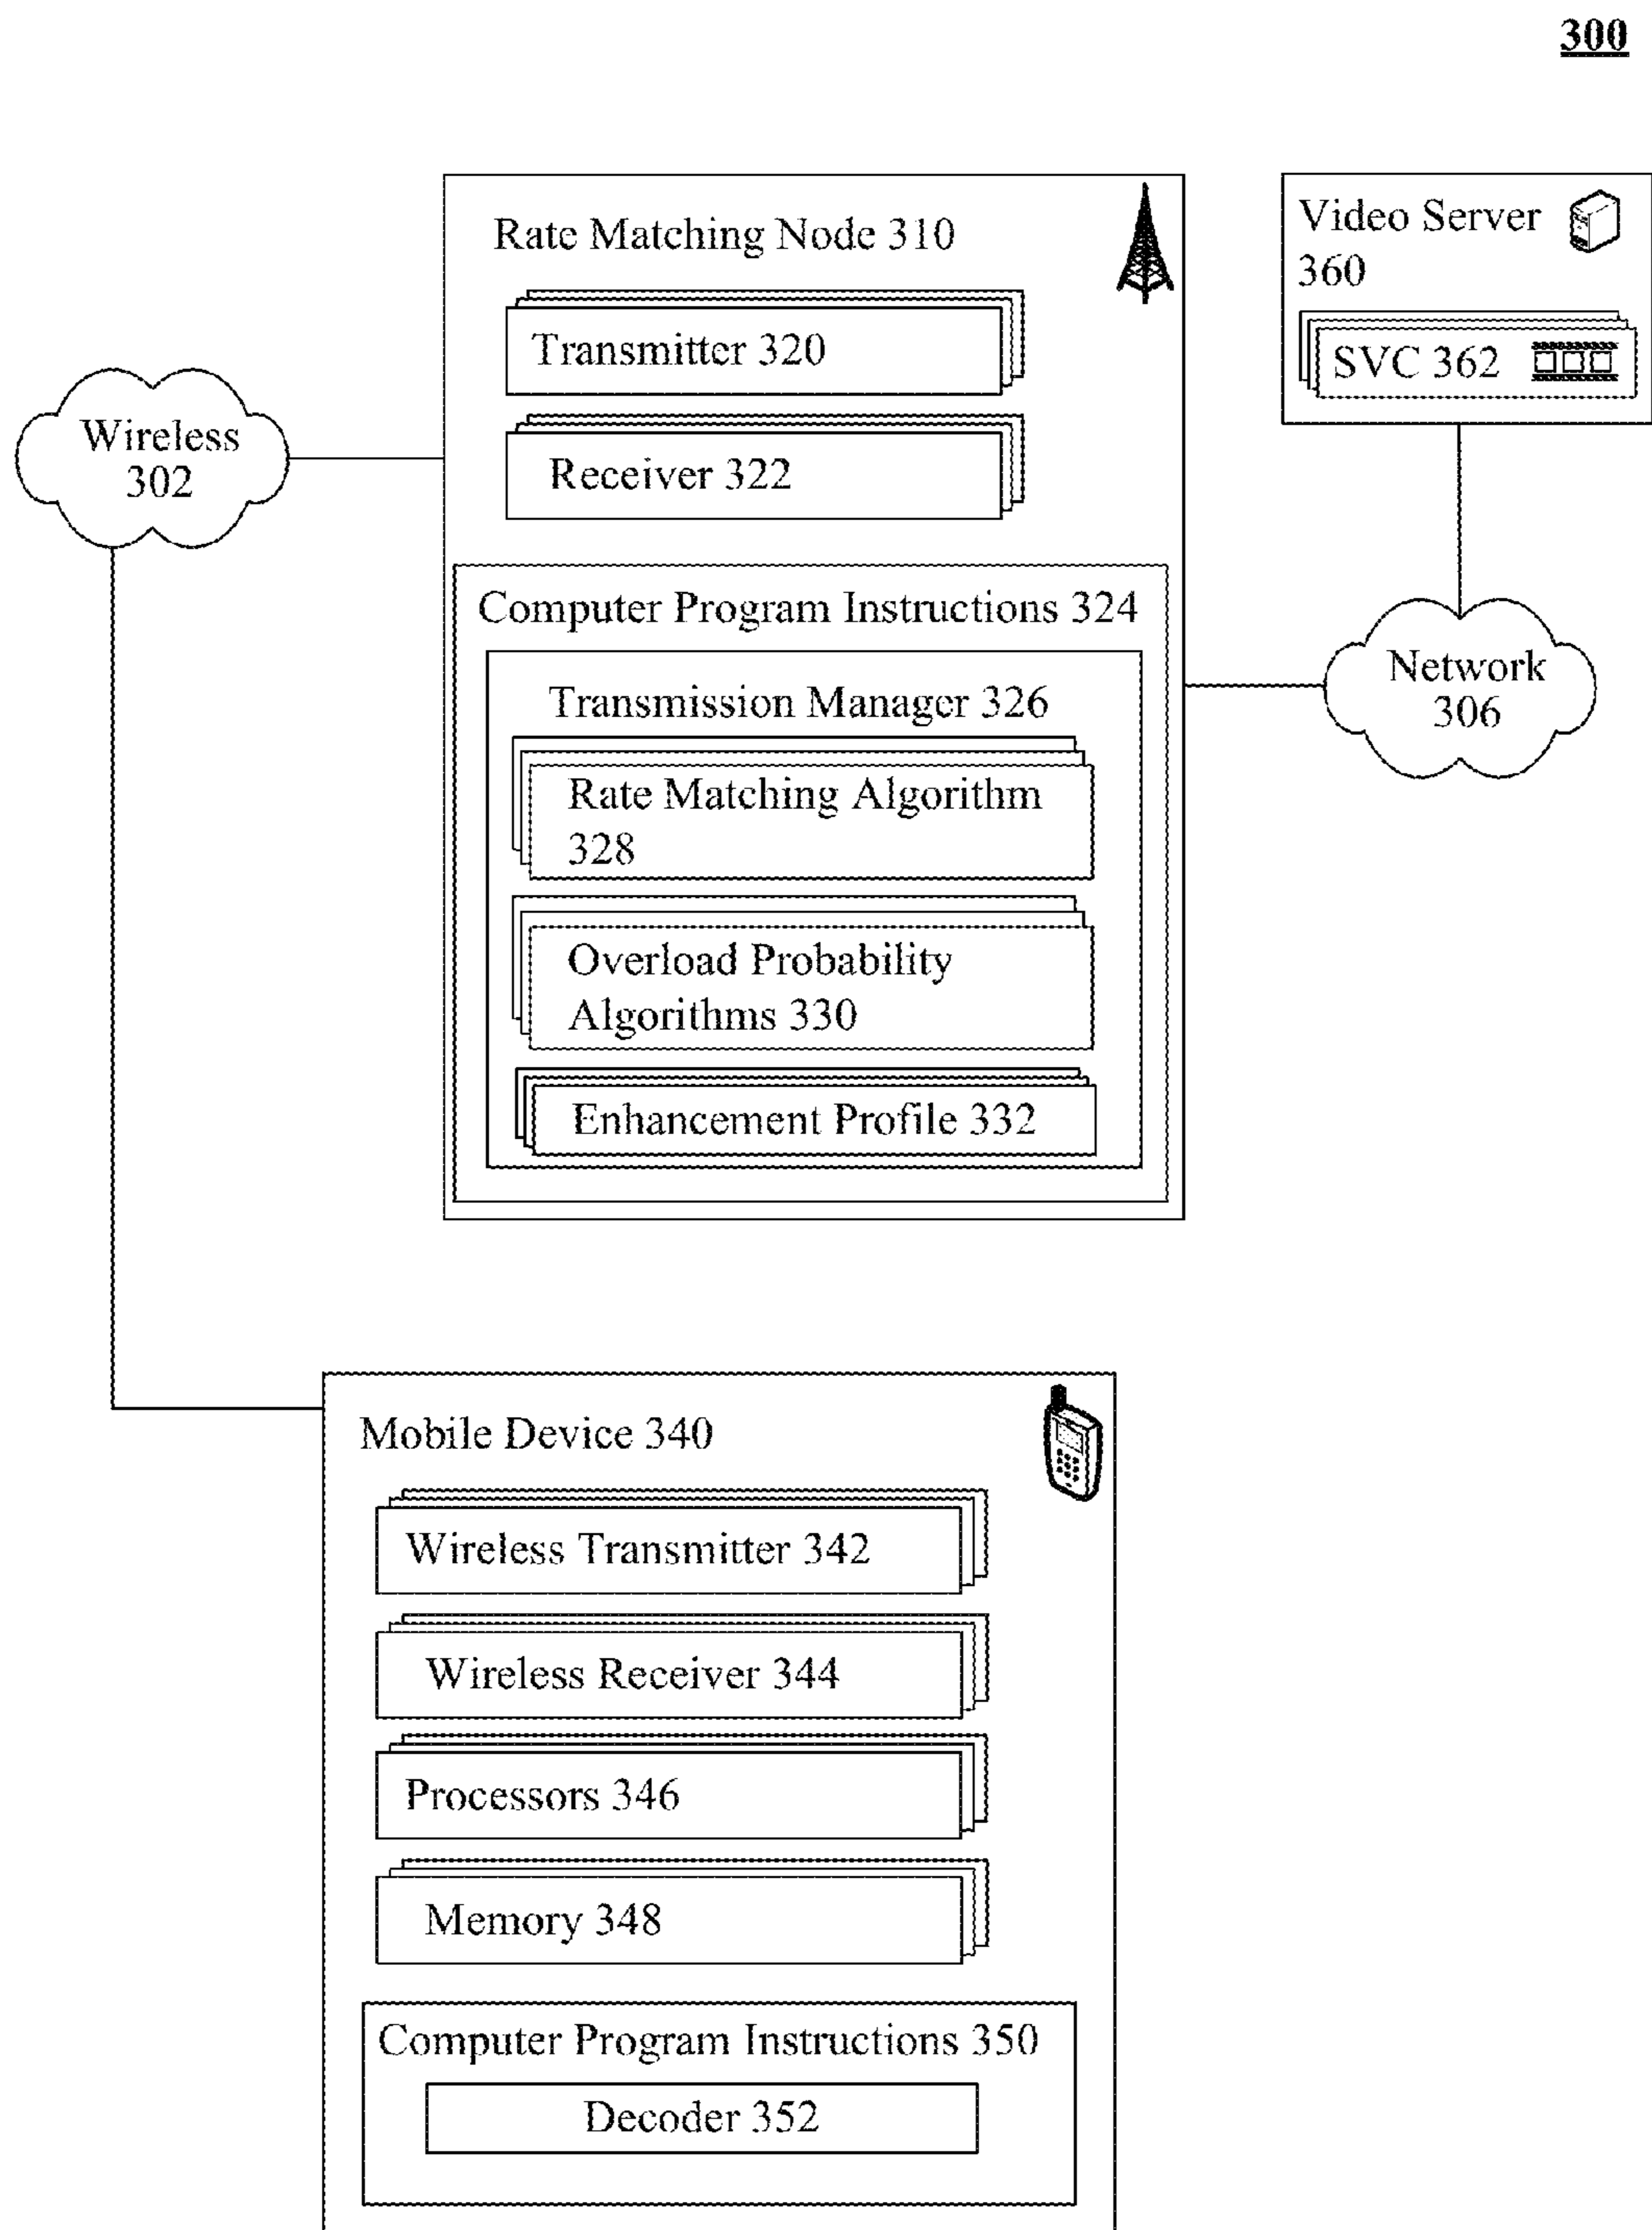 300
Rate Matching Node 310
Transmitter 320
Receiver 322
Computer Program Instructions 324
Transmission Manager 326
Rate Matching Algorithm
328
Overload Probability
Algorithms 330
Enhancement Profile 332
Video Server
360
SVC 362
Wireless
302
Network
306
Mobile Device 340
Wireless Transmitter 342
Wireless Receiver 344
Processors 346
Memory 348
Computer Program Instructions 350
Decoder 352